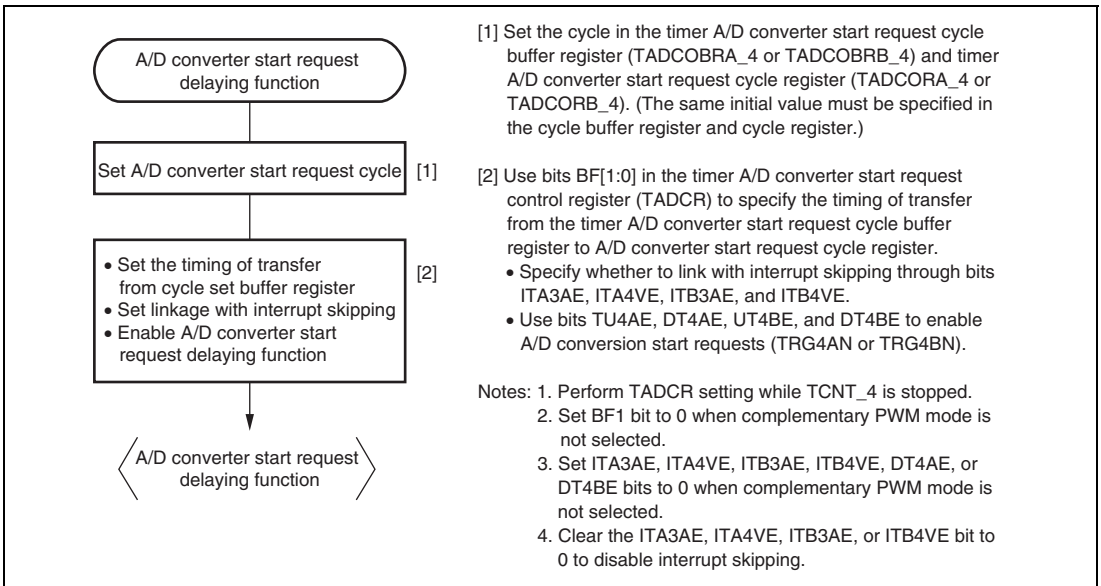 A/D converter start request
delaying function
Set A/D converter start request cycle
[1]
• Set the timing of transfer
from cycle set buffer register
• Set linkage with interrupt skipping
• Enable A/D converter start
request delaying function
[2]
A/D converter start request
delaying function
[1] Set the cycle in the timer A/D converter start request cycle
buffer register (TADCOBRA_4 or TADCOBRB_4) and timer
A/D converter start request cycle register (TADCORA_4 or
TADCORB_4). (The same initial value must be specified in
the cycle buffer register and cycle register.)
[2] Use bits BF[1:0] in the timer A/D converter start request
control register (TADCR) to specify the timing of transfer
from the timer A/D converter start request cycle buffer
register to A/D converter start request cycle register.
• Specify whether to link with interrupt skipping through bits
ITA3AE, ITA4VE, ITB3AE, and ITB4VE.
• Use bits TU4AE, DT4AE, UT4BE, and DT4BE to enable
A/D conversion start requests (TRG4AN or TRG4BN).
Notes: 1. Perform TADCR setting while TCNT_4 is stopped.
2. Set BF1 bit to 0 when complementary PWM mode is
not selected.
3. Set ITA3AE, ITA4VE, ITB3AE, ITB4VE, DT4AE, or
DT4BE bits to 0 when complementary PWM mode is
not selected.
4. Clear the ITA3AE, ITA4VE, ITB3AE, or ITB4VE bit to
0 to disable interrupt skipping.